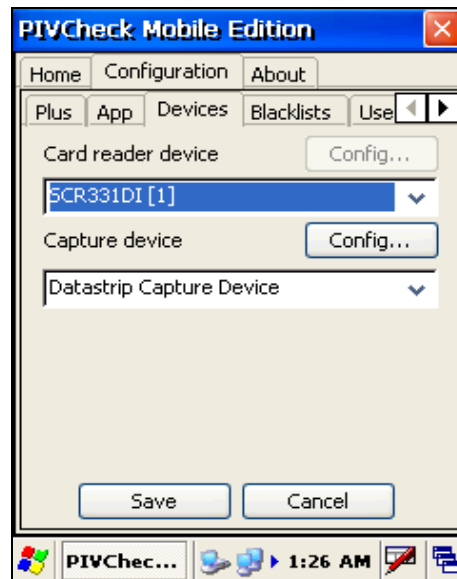 PIVCheck Mobile Edition
Home Configuration About
Plus App Devices Blacklists Use
Card reader device Config...
SCR331DI [1]
Capture device Config...
Datastrip Capture Device
Save Cancel
PIVChec... 1:26 AM